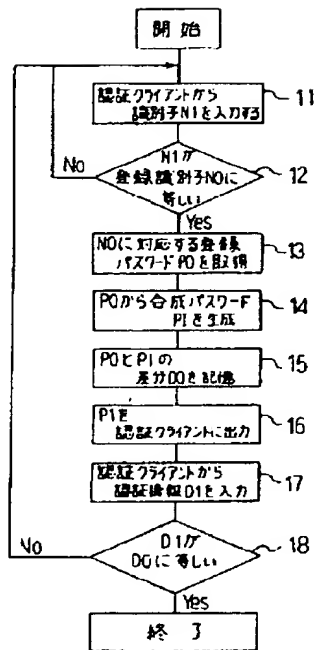 開始
認証クライアントから
識別子N1を入力する
11
No
N1が
登録識別子N0に
等しい
12
Yes
N0に対応する登録
パスワードP0を取得
13
P0から合成パスワード
P1を生成
14
P0とP1の
差分D0を記憶
15
P1を
認証クライアントに出力
16
認証クライアントから
認証情報D1を入力
17
No
D1が
D0に等しい
18
Yes
終了